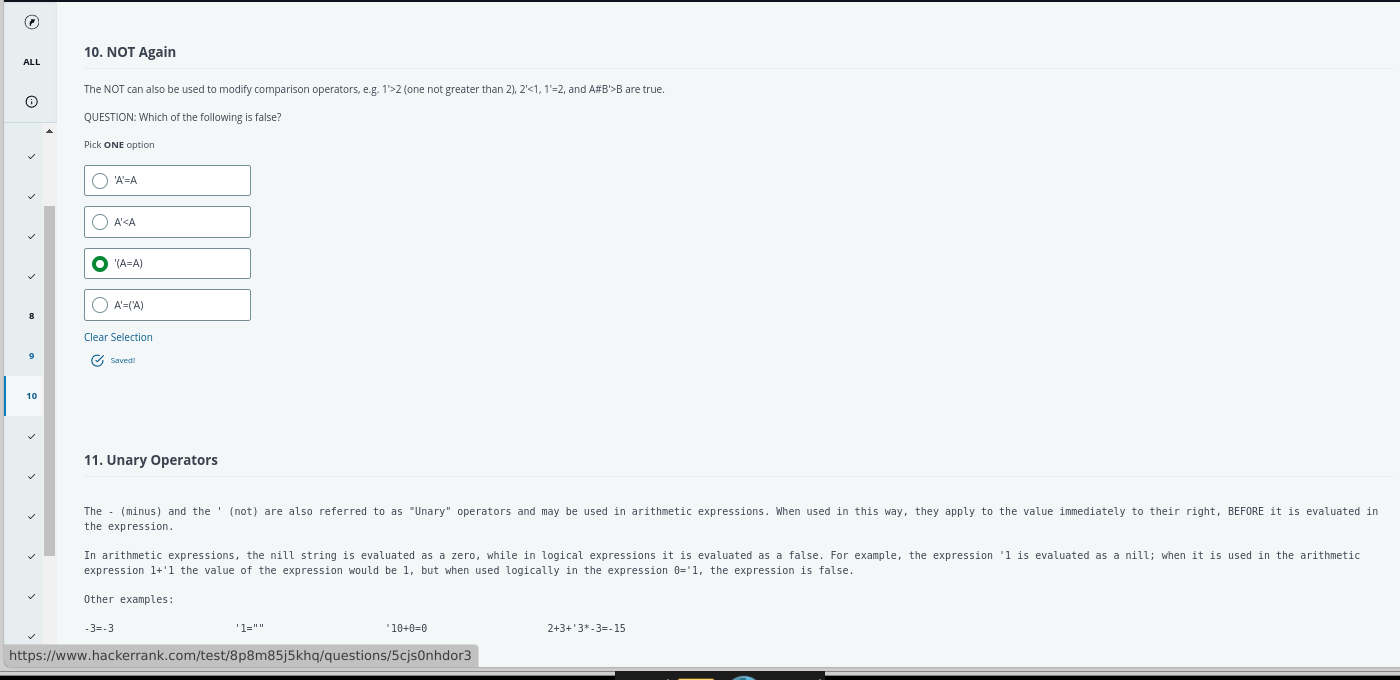 ALL
8
9
10
10. NOT Again
The NOT can also be used to modify comparison operators, e.g. 1'>2 (one not greater than 2), 2'<1, 1'=2, and A#B'>B are true.
QUESTION: Which of the following is false?
Pick ONE option
'A'=A
A'<A
'(A=A)
A'=('A)
Clear Selection
Saved!
11. Unary Operators
The - (minus) and the ' (not) are also referred to as "Unary" operators and may be used in arithmetic expressions. When used in this way, they apply to the value immediately to their right, BEFORE it is evaluated in
the expression.
In arithmetic expressions, the nill string is evaluated as a zero, while in logical expressions it is evaluated as a false. For example, the expression '1 is evaluated as a nill; when it is used in the arithmetic
expression 1+'1 the value of the expression would be 1, but when used logically in the expression 0='1, the expression is false.
Other examples:
-3=-3 '1="" '10+0=0 2+3+'3*-3=-15
https://www.hackerrank.com/test/8p8m85j5khq/questions/5cjs0nhdor3